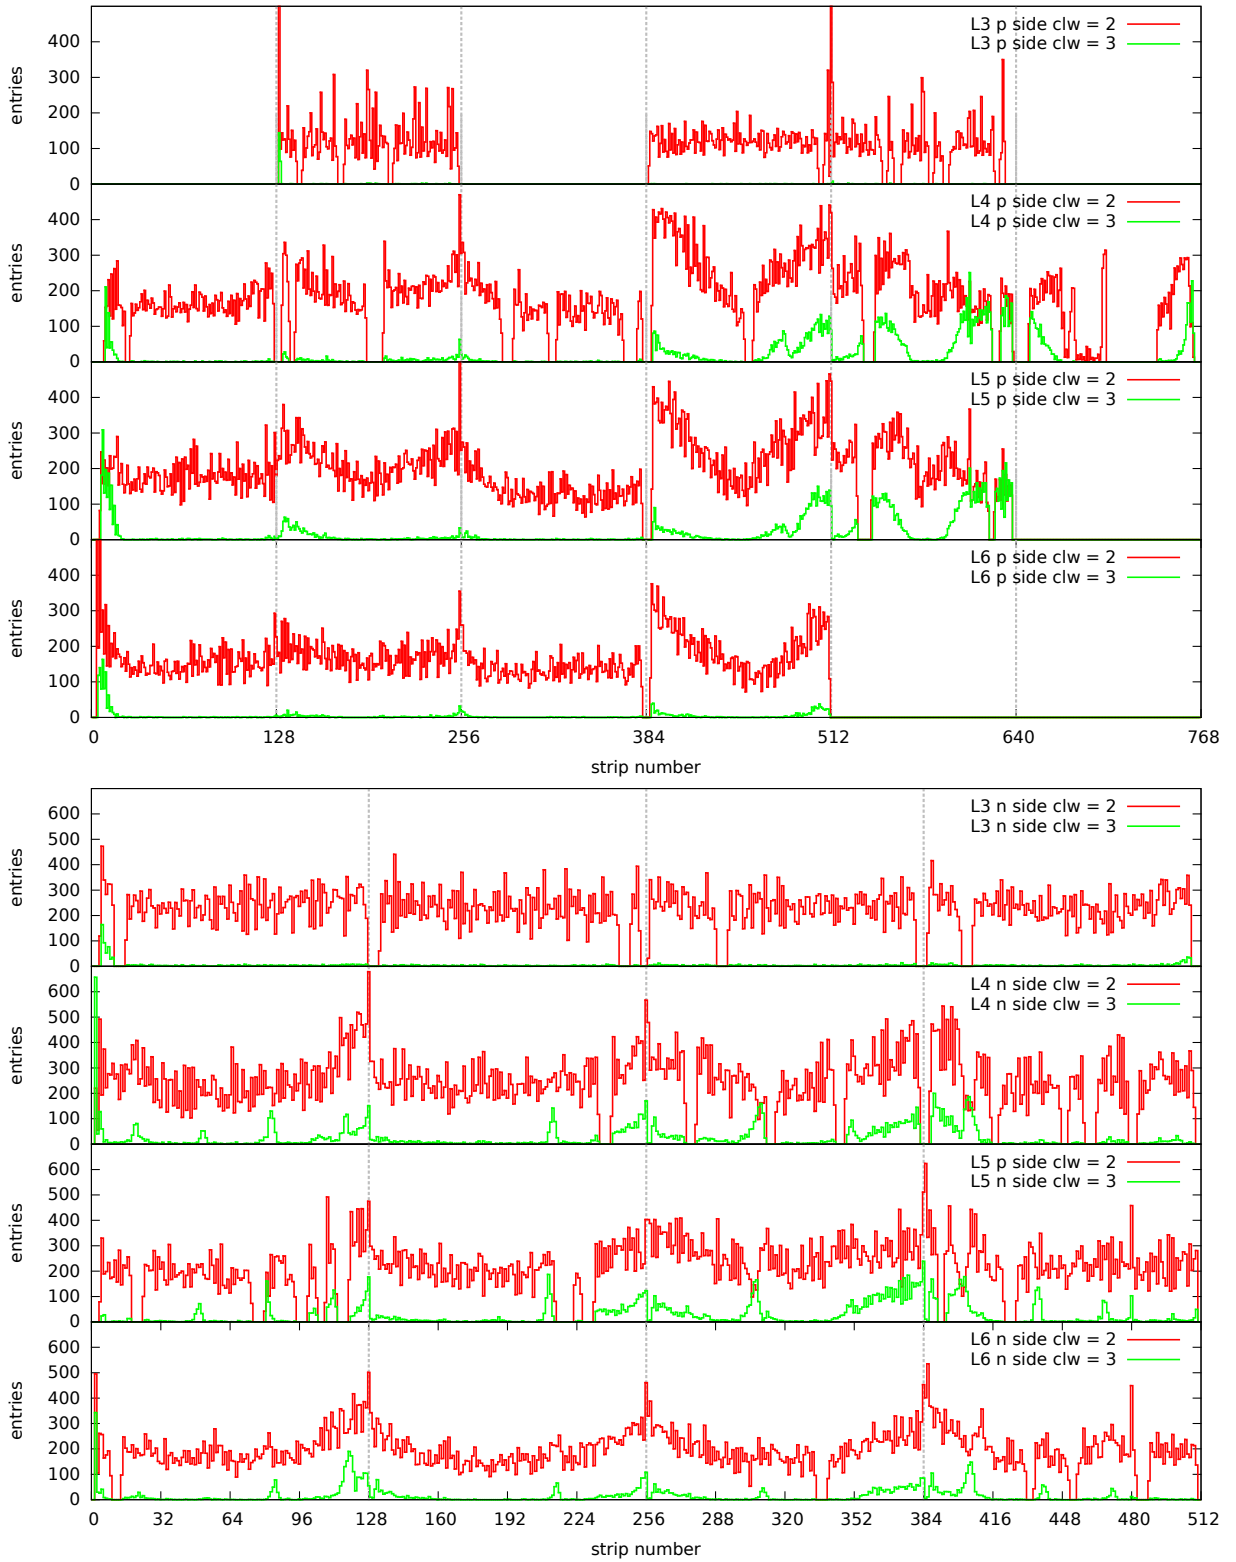 L3 p side clw = 2
L3 p side clw = 3
400
300
200
100
0
entries
L4 p side clw = 2
L4 p side clw = 3
400
300
200
100
0
entries
L5 p side clw = 2
L5 p side clw = 3
400
300
200
100
0
entries
L6 p side clw = 2
L6 p side clw = 3
400
300
200
100
0
entries
0 128 256 384 512 640 768
strip number
L3 n side clw = 2
L3 n side clw = 3
600
500
400
300
200
100
0
entries
L4 n side clw = 2
L4 n side clw = 3
600
500
400
300
200
100
0
entries
L5 p side clw = 2
L5 n side clw = 3
600
500
400
300
200
100
0
entries
L6 n side clw = 2
L6 n side clw = 3
600
500
400
300
200
100
0
entries
0 32 64 96 128 160 192 224 256 288 320 352 384 416 448 480 512
strip number